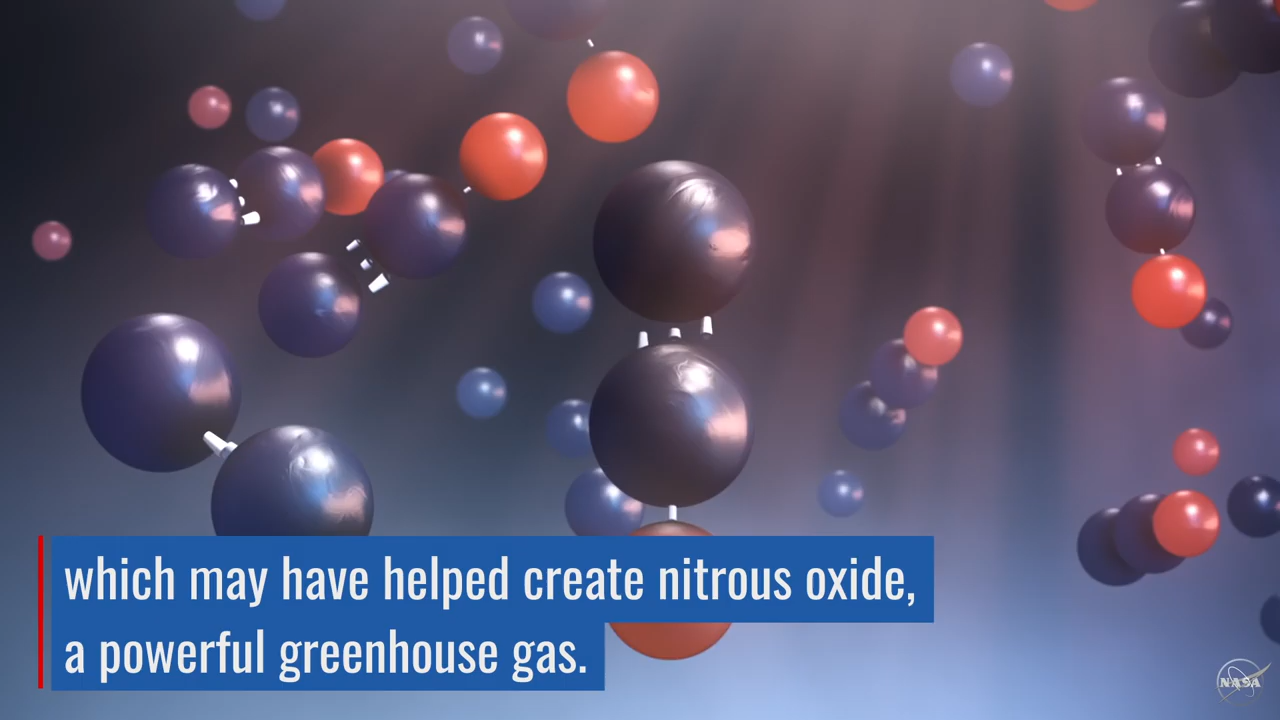 which may have helped create nitrous oxide,
a powerful greenhouse gas.
NASA